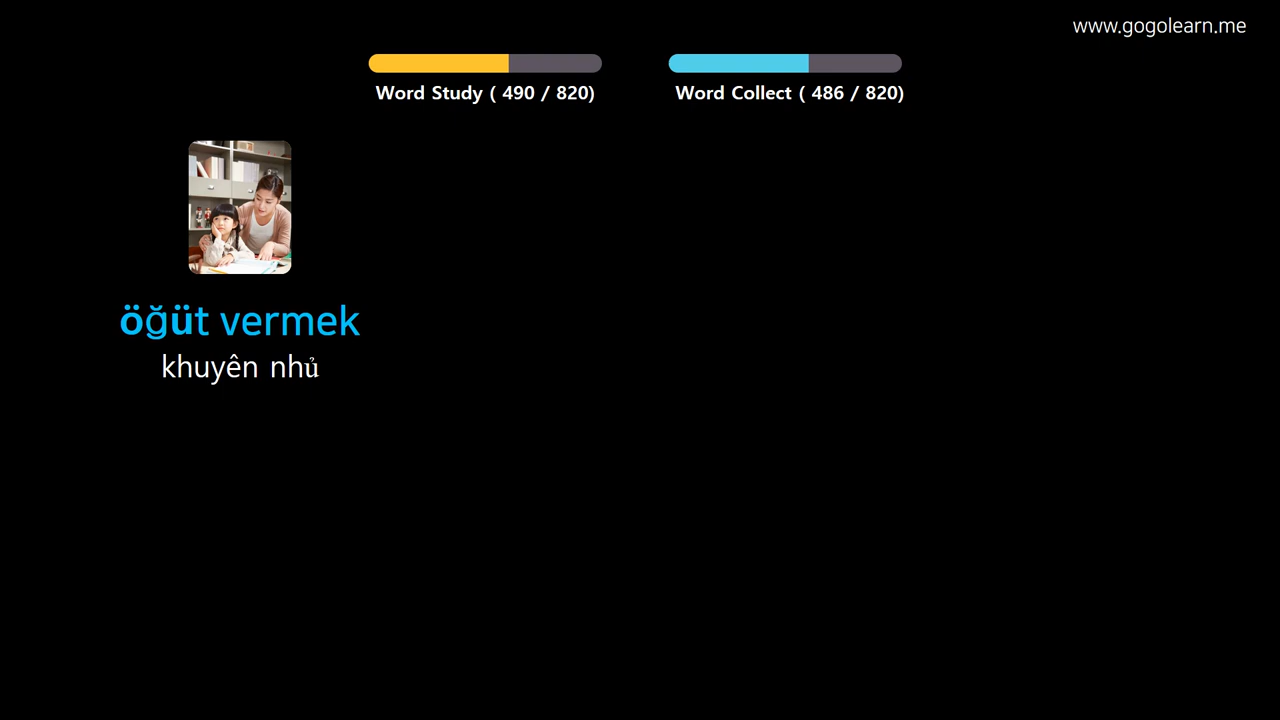 www.gogolearn.me
Word Study ( 490 / 820)
Word Collect ( 486 / 820)
öğüt vermek
khuyên nhủ